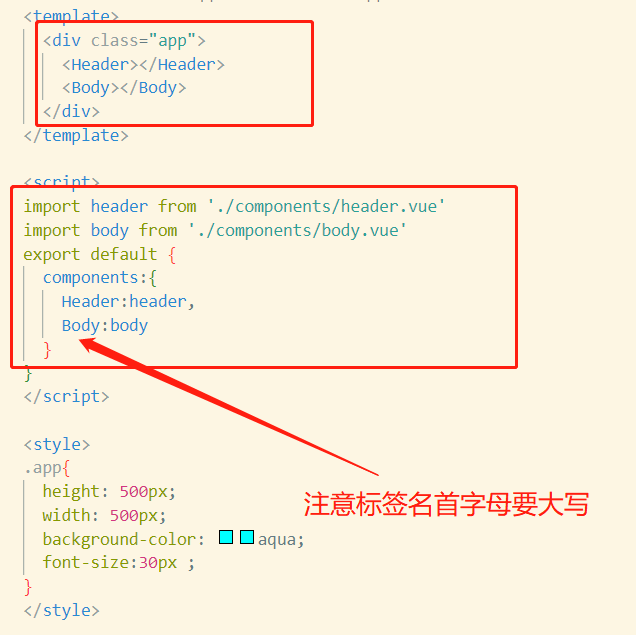 <template>
<div class="app">
<Header></Header>
<Body></Body>
</div>
</template>
<script>
import header from './components/header.vue'
import body from './components/body.vue'
export default {
components:{
Header:header,
Body:body
}
}
</script>
<style>
.app{
height: 500px;
width: 500px;
注意标签名首字母要大写
background-color: aqua;
font-size:30px ;
}
</style>